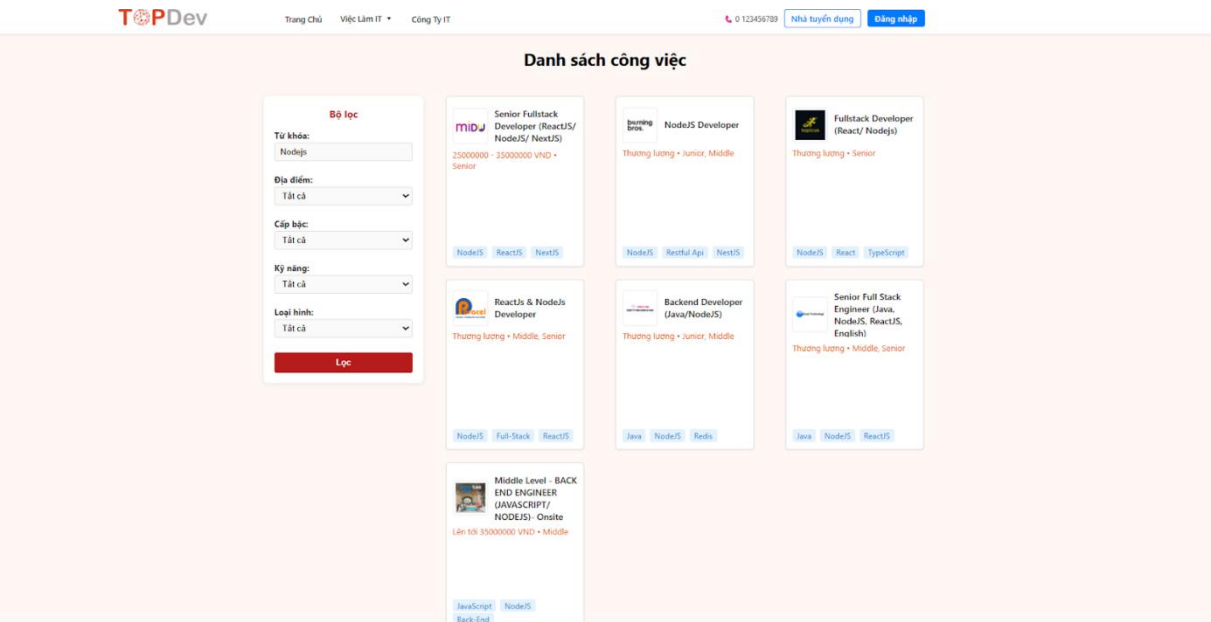 TOPDev
Trang Chủ Việc Làm IT Công Ty IT
0 123456789 Nhà tuyển dụng Đăng nhập
Danh sách công việc
Bộ lọc
Từ khóa:
Nodejs
Địa điểm:
Tất cả
Cấp bậc:
Tất cả
Kỹ năng:
Tất cả
Loại hình:
Tất cả
Lọc
miDU
Senior Fullstack
Developer (ReactJS/
NodeJS/ NextJS)
25000000 - 35000000 VND •
Senior
NodeJS ReactJS NextJS
burning
bros.
NodeJS Developer
Thương lượng • Junior, Middle
NodeJS Restful Api NestJS
Fullstack Developer
(React/ Nodejs)
Thương lượng • Senior
NodeJS React TypeScript
ReactJs & NodeJs
Developer
Thương lượng • Middle, Senior
NodeJS Full-Stack ReactJS
Backend Developer
(Java/NodeJS)
Thương lượng • Junior, Middle
Java NodeJS Redis
Senior Full Stack
Engineer (Java,
NodeJS, ReactJS,
English)
Thương lượng • Middle, Senior
Java NodeJS ReactJS
Middle Level - BACK
END ENGINEER
(JAVASCRIPT/
NODEJS)- Onsite
Lên tới 35000000 VND • Middle
JavaScript NodeJS
Back-End